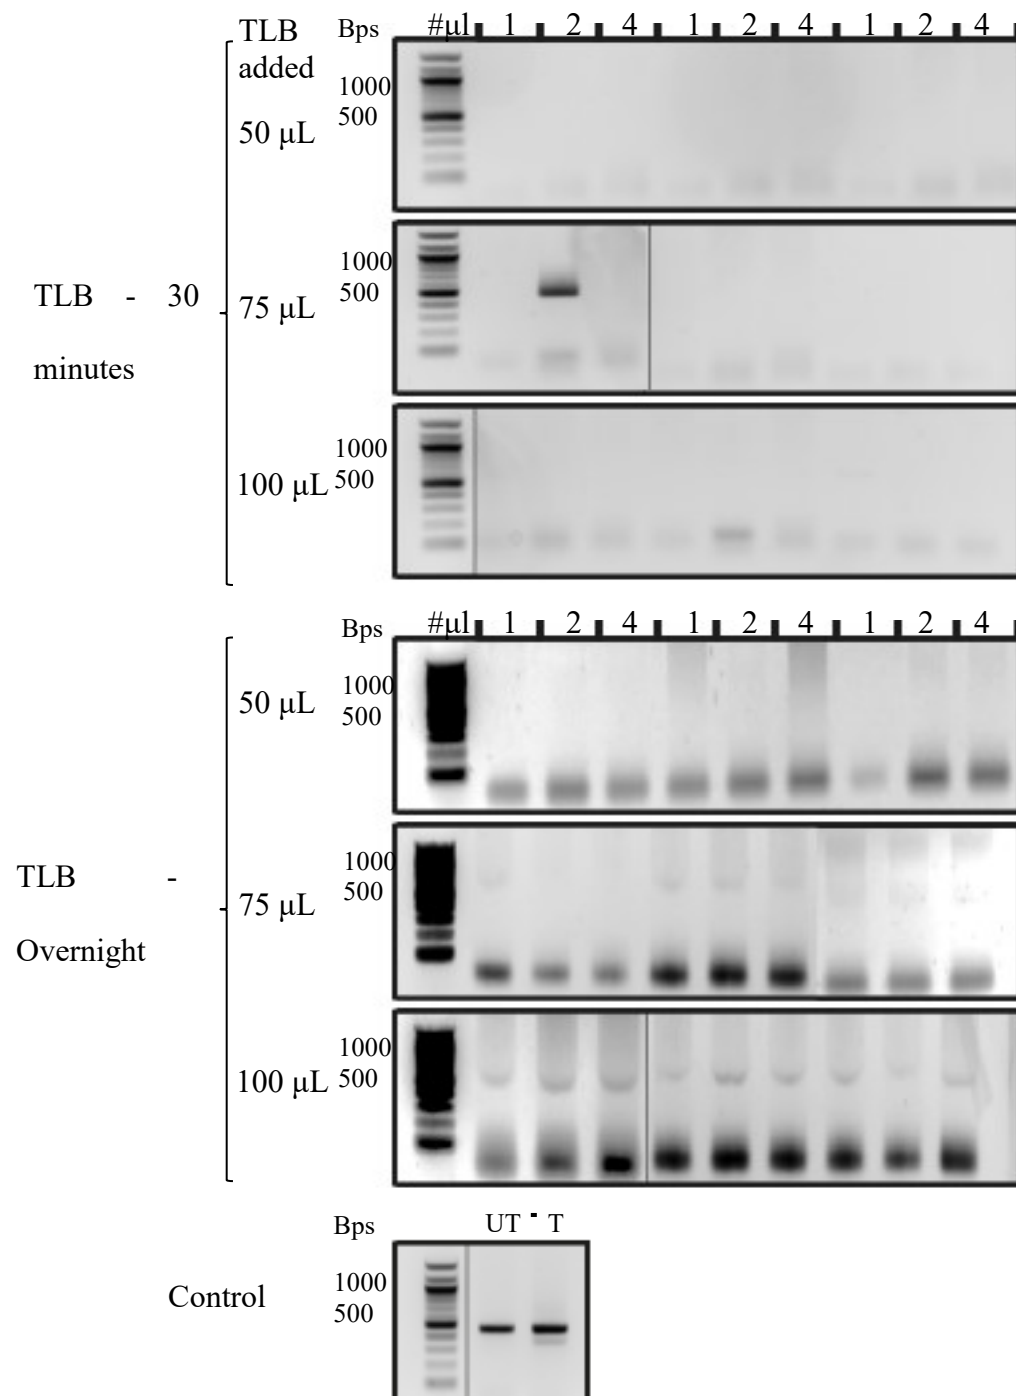 TLB Bps #μl 1 2 4 1 2 4 1 2 4
added
1000
500
50 μL
1000
500
TLB - 30
minutes
75 μL
1000
500
100 μL
Bps #μl 1 2 4 1 2 4 1 2 4
1000
500
50 μL
1000
500
TLB -
Overnight
75 μL
1000
500
100 μL
Bps UT - T
1000
500
Control